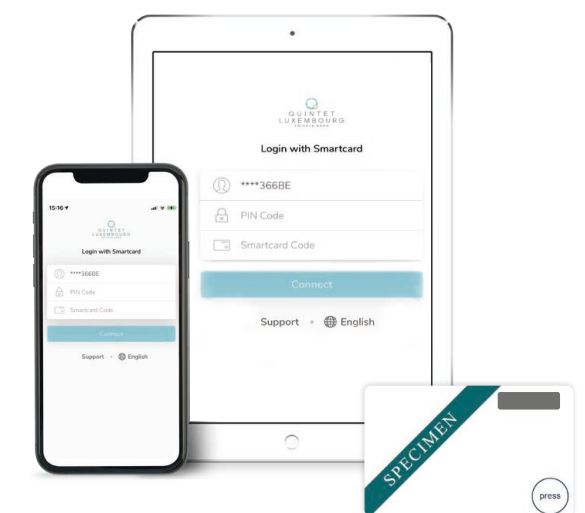 QUINTET
LUXEMBOURG
PRIVATE BANK
Login with Smartcard
****366BE
PIN Code
Smartcard Code
Connect
Support • English
15:16
QUINTET
LUXEMBOURG
Login with Smartcard
****366BE
PIN Code
Smartcard Code
Connect
Support • English
SPECIMEN
press